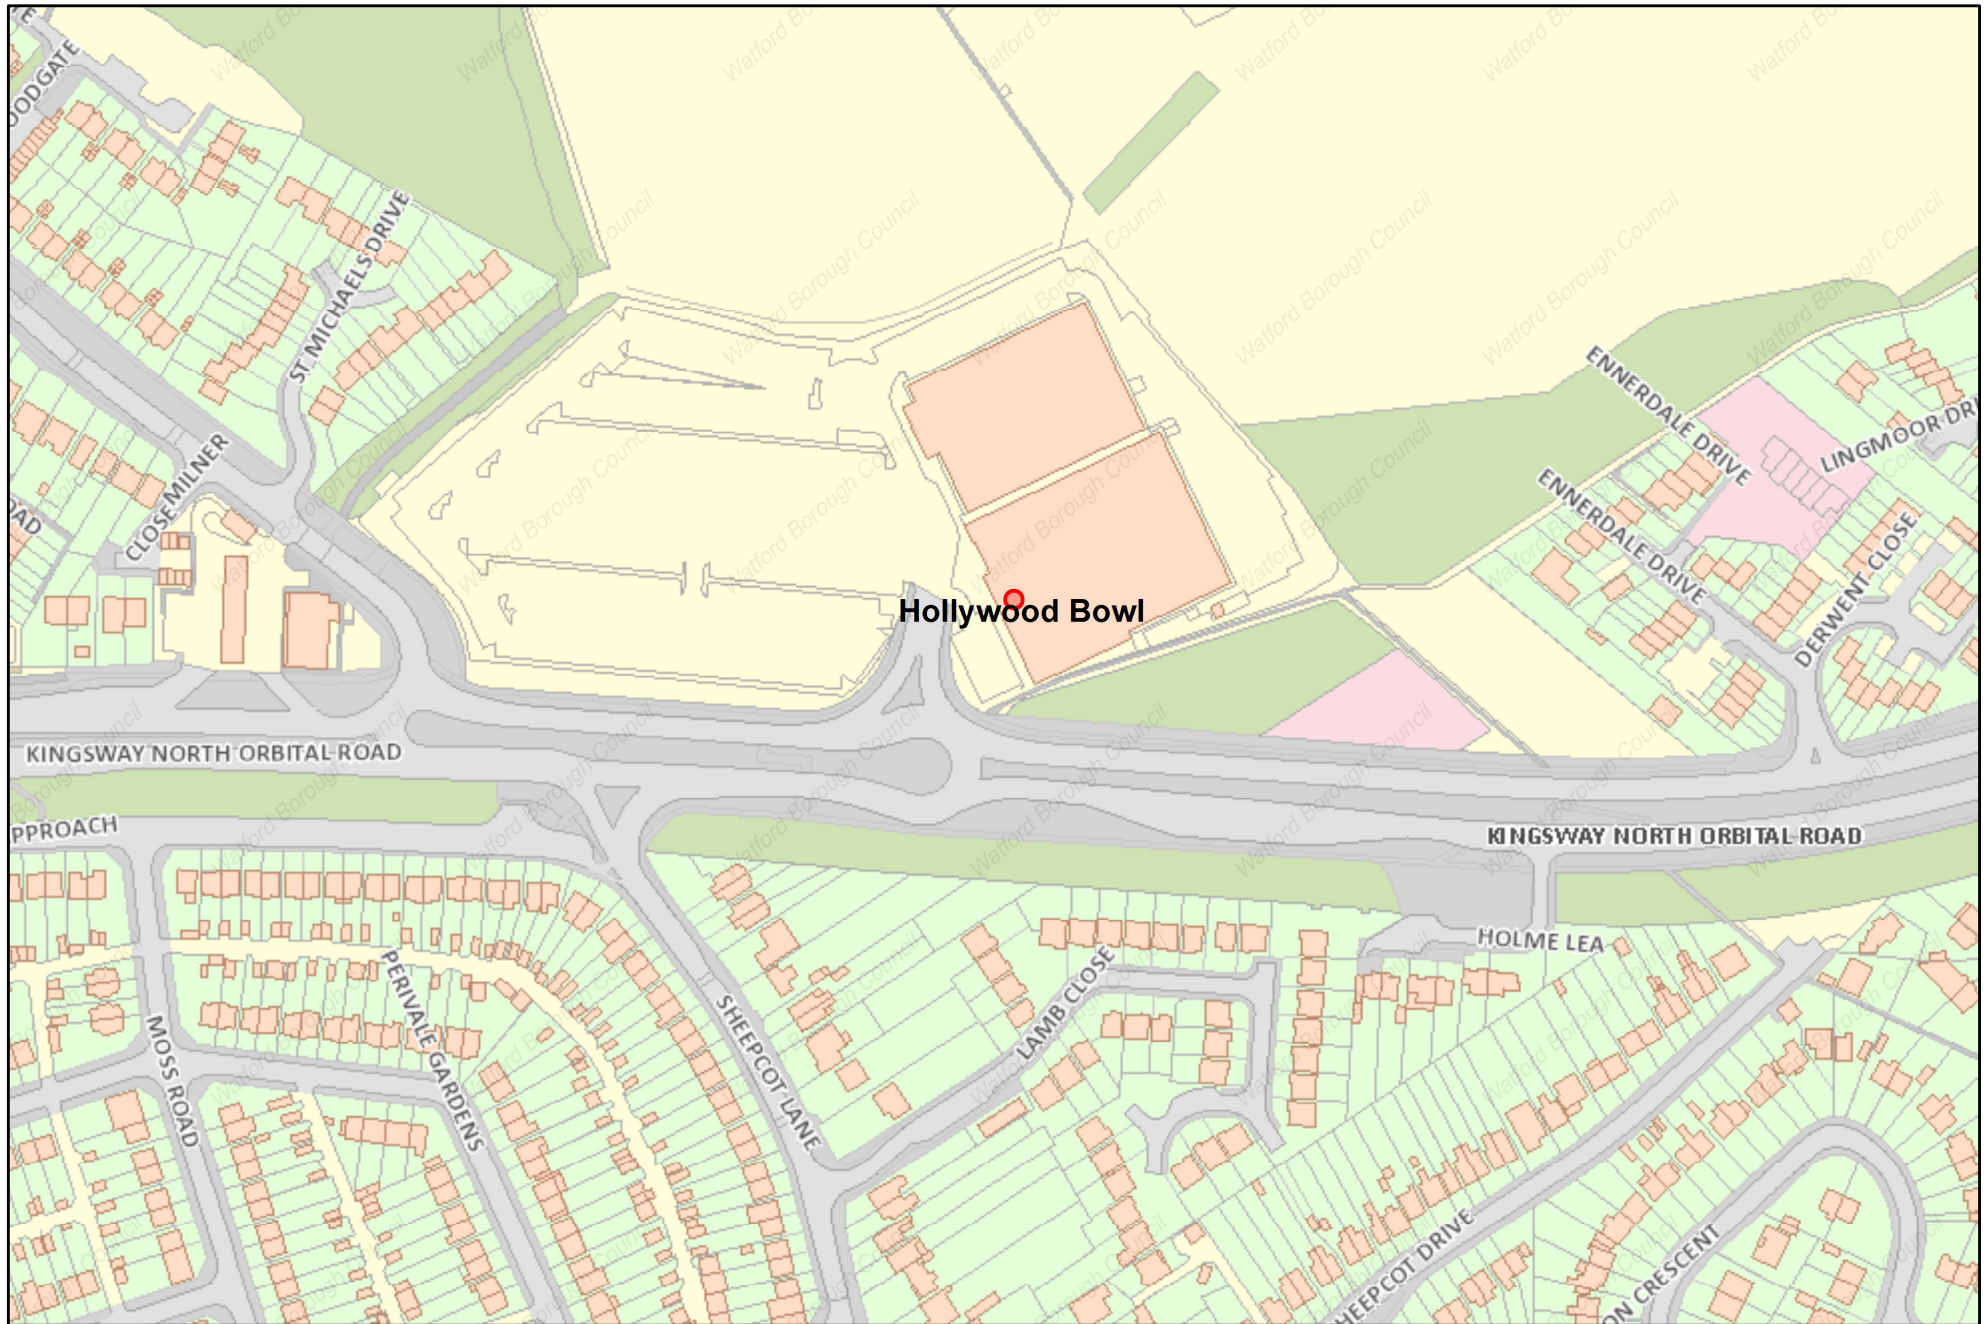 ST MICHAELS DRIVE
CLOSE MILNER
ENNERDALE DRIVE
LINGMOOR
ENNERDALE DRIVE
DERWENT CLOSE
Hollywood Bowl
KINGSWAY NORTH ORBITAL ROAD
KINGSWAY NORTH ORBITAL ROAD
HOLME LEA
PERIVALE GARDENS
MOSS ROAD
SHEEPCOT LANE
LAMB CLOSE
SHEEPCOT DRIVE
CRESCENT
Watford Borough Council